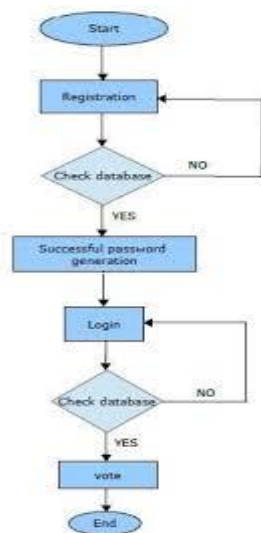 Start
Registration
Check database
NO
YES
Successful password
generation
Login
Check database
NO
YES
vote
End